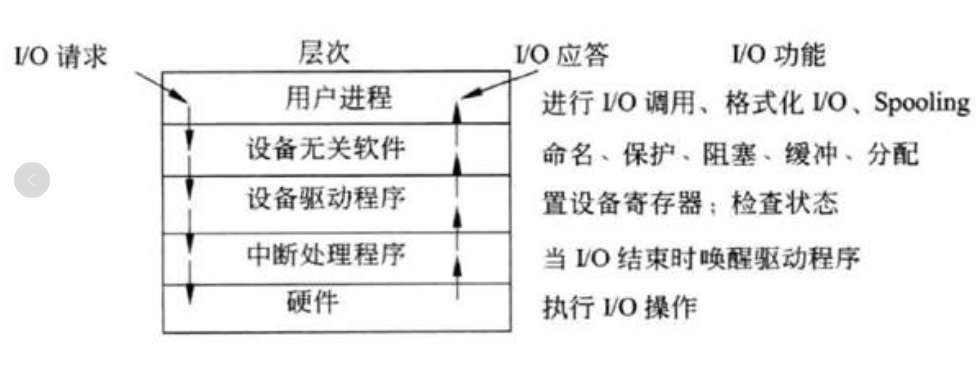 I/O 请求 层次 I/O 应答 I/O 功能
用户进程 进行 I/O 调用、格式化 I/O、Spooling
设备无关软件 命名、保护、阻塞、缓冲、分配
设备驱动程序 置设备寄存器；检查状态
中断处理程序 当 I/O 结束时唤醒驱动程序
硬件 执行 I/O 操作